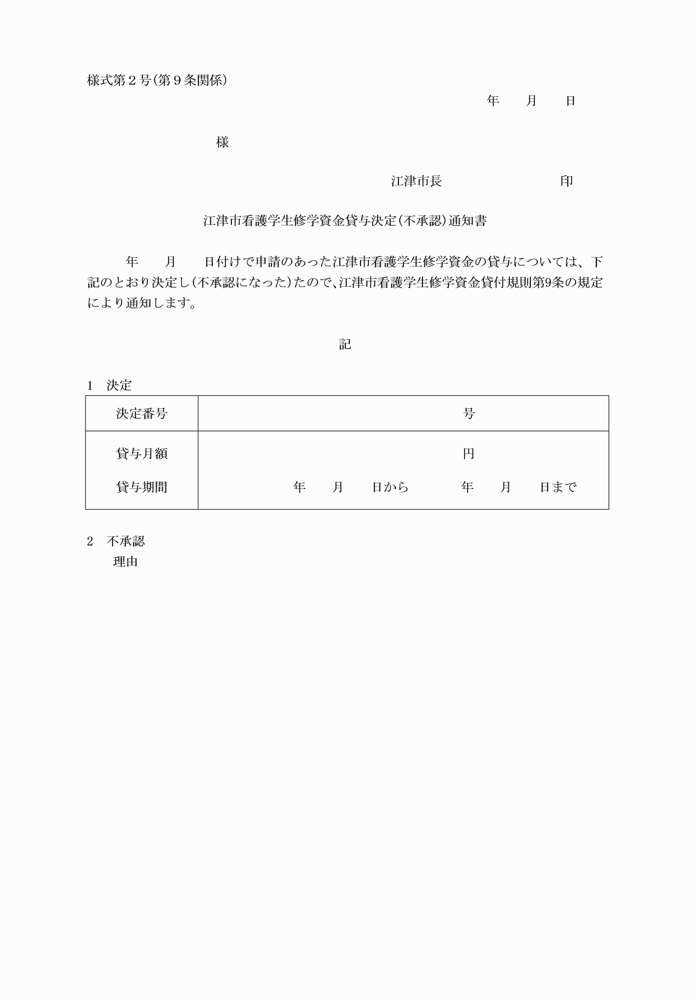 様式第２号(第９条関係)
年　　月　　日
様
江津市長　　　　　　　　　印
江津市看護学生修学資金貸与決定(不承認)通知書
年　　月　　日付けで申請のあった江津市看護学生修学資金の貸与については、下
記のとおり決定し(不承認になった)たので、江津市看護学生修学資金貸付規則第9条の規定
により通知します。
記
1　決定
決定番号　　　　　　　　　号
貸与月額　　　　　　　　　円
貸与期間　　　　年　　月　　日から　　　　年　　月　　日まで
2　不承認
理由